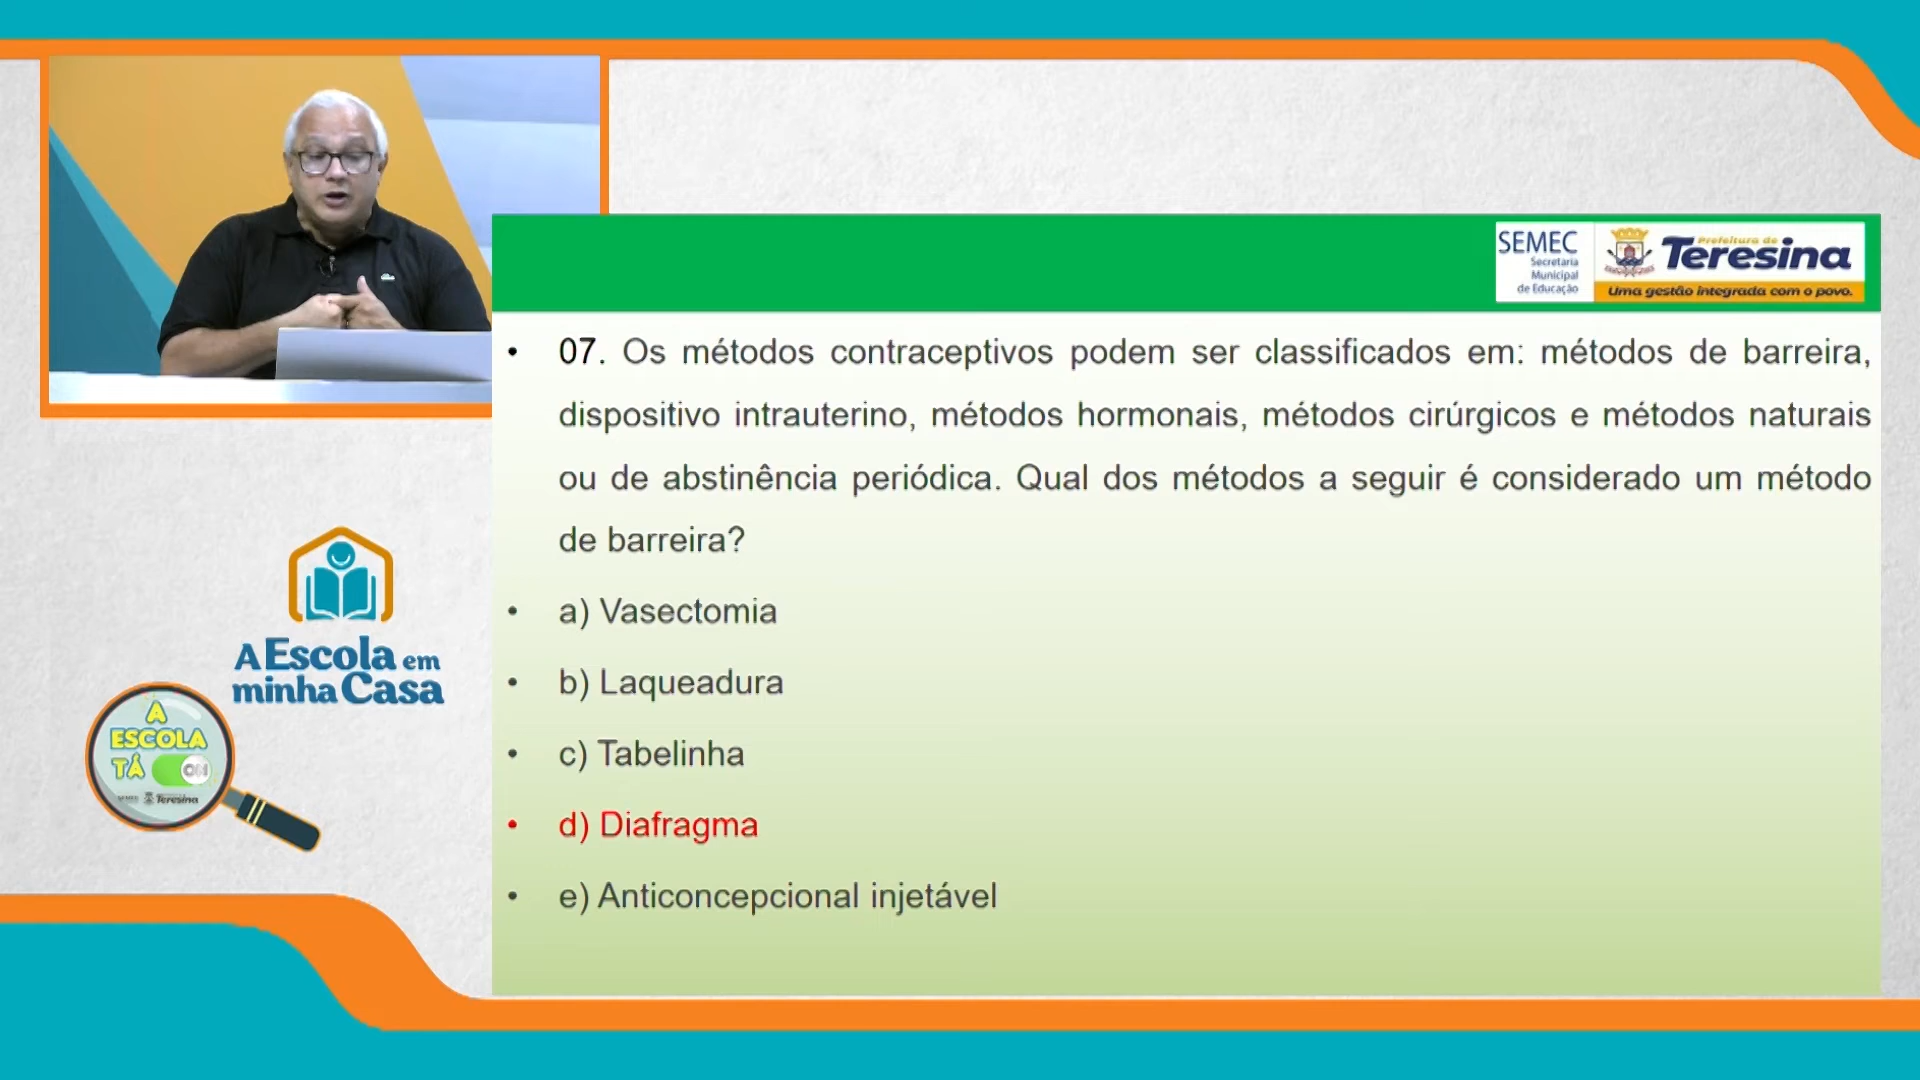 SEMEC
Secretaria
Municipal
de Educação
Prefeitura de
Teresina
Uma gestão integrada com o povo.
• 07. Os métodos contraceptivos podem ser classificados em: métodos de barreira,
dispositivo intrauterino, métodos hormonais, métodos cirúrgicos e métodos naturais
ou de abstinência periódica. Qual dos métodos a seguir é considerado um método
de barreira?
• a) Vasectomia
• b) Laqueadura
• c) Tabelinha
• d) Diafragma
• e) Anticoncepcional injetável
A Escola em
minha Casa
A
ESCOLA
TÁ ON
SEMEC Teresina